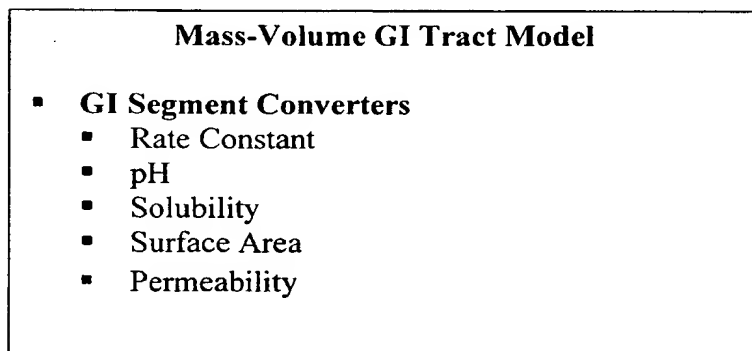 Mass-Volume GI Tract Model
▪ GI Segment Converters
▪ Rate Constant
▪ pH
▪ Solubility
▪ Surface Area
▪ Permeability